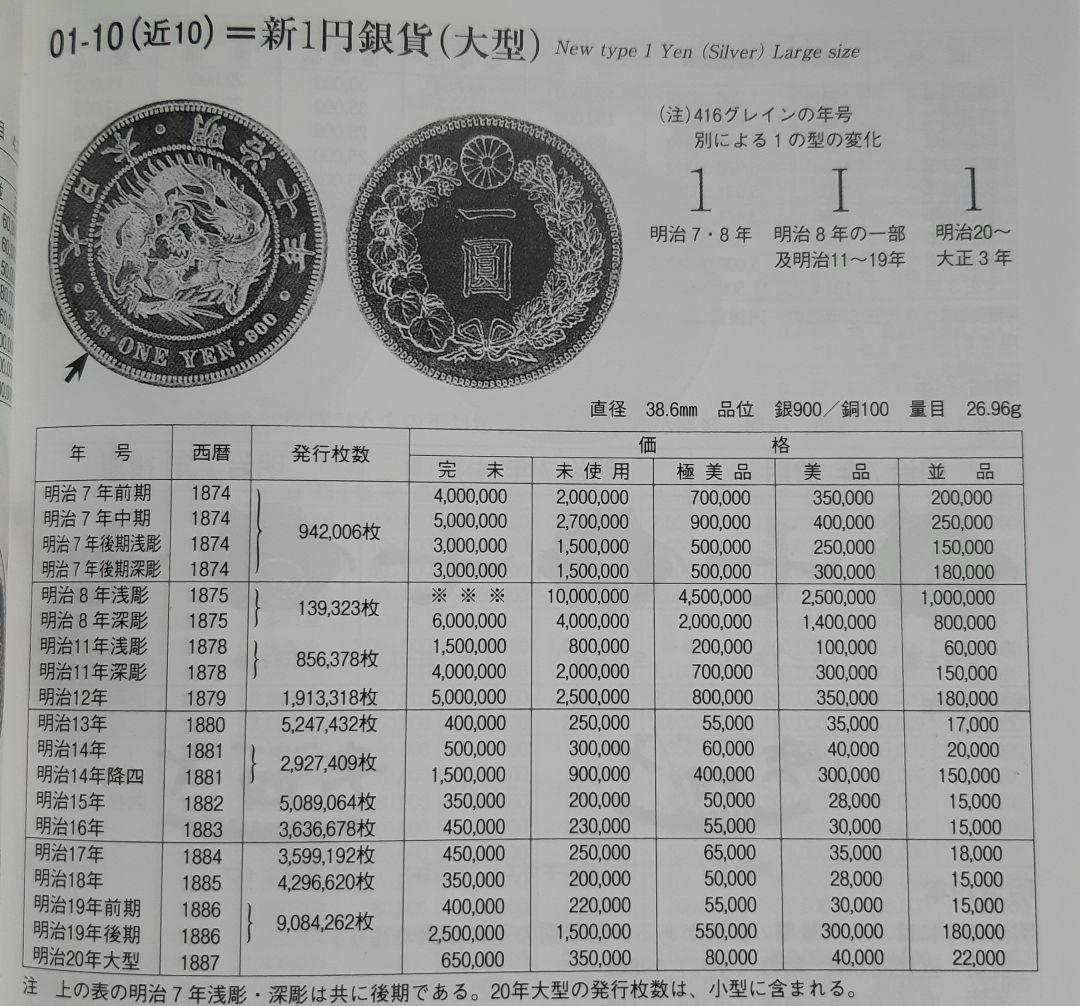 01-10(近10)=新1円銀貨(大型) New type 1 Yen (Silver) Large size
(注)416グレインの年号
別による1の型の変化
1 I 1
明治7・8年 明治8年の一部 明治20～
及明治11～19年 大正3年
大日本・明治十年
416・ONE YEN・900
一圓
直径 38.6mm 品位 銀900／銅100 量目 26.96g
年号 西暦 発行枚数 価格
完未 未使用 極美品 美品 並品
明治7年前期 1874 4,000,000 2,000,000 700,000 350,000 200,000
明治7年中期 1874 5,000,000 2,700,000 900,000 400,000 250,000
942,006枚
明治7年後期浅彫 1874 3,000,000 1,500,000 500,000 250,000 150,000
明治7年後期深彫 1874 3,000,000 1,500,000 500,000 300,000 180,000
明治8年浅彫 1875 ※※※ 10,000,000 4,500,000 2,500,000 1,000,000
139,323枚
明治8年深彫 1875 6,000,000 4,000,000 2,000,000 1,400,000 800,000
明治11年浅彫 1878 1,500,000 800,000 200,000 100,000 60,000
856,378枚
明治11年深彫 1878 4,000,000 2,000,000 700,000 300,000 150,000
明治12年 1879 1,913,318枚 5,000,000 2,500,000 800,000 350,000 180,000
明治13年 1880 5,247,432枚 400,000 250,000 55,000 35,000 17,000
明治14年 1881 500,000 300,000 60,000 40,000 20,000
2,927,409枚
明治14年降四 1881 1,500,000 900,000 400,000 300,000 150,000
明治15年 1882 5,089,064枚 350,000 200,000 50,000 28,000 15,000
明治16年 1883 3,636,678枚 450,000 230,000 55,000 30,000 15,000
明治17年 1884 3,599,192枚 450,000 250,000 65,000 35,000 18,000
明治18年 1885 4,296,620枚 350,000 200,000 50,000 28,000 15,000
明治19年前期 1886 400,000 220,000 55,000 30,000 15,000
9,084,262枚
明治19年後期 1886 2,500,000 1,500,000 550,000 300,000 180,000
明治20年大型 1887 650,000 350,000 80,000 40,000 22,000
注 上の表の明治7年浅彫・深彫は共に後期である。20年大型の発行枚数は、小型に含まれる。